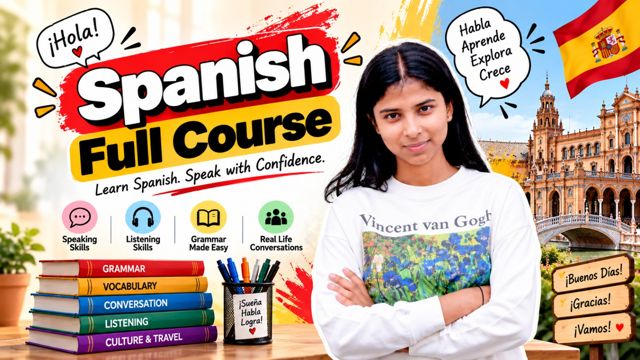 ¡Hola!
Spanish
Full Course
Learn Spanish. Speak with Confidence.
Speaking
Skills
Listening
Skills
Grammar
Made Easy
Real Life
Conversations
GRAMMAR
VOCABULARY
CONVERSATION
LISTENING
CULTURE & TRAVEL
¡Sueña
Habla
Logra!
Habla
Aprende
Explora
Crece
Vincent van Gogh
¡Buenos Días!
¡Gracias!
¡Vamos!